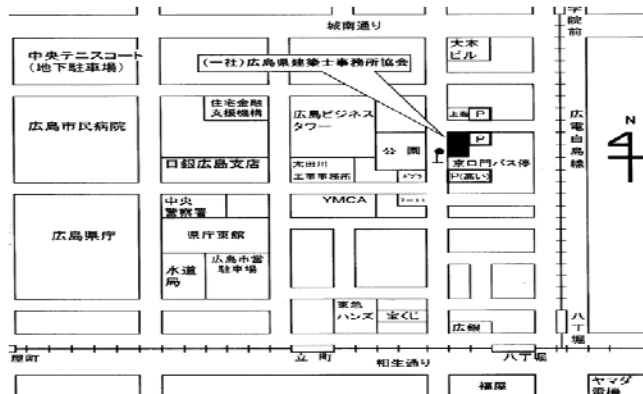 城南通り
学院前
中央テニスコート
(地下駐車場)
大木
ビル
(一社)広島県建築士事務所協会
住宅金融
支援機構
広島ビジネス
タワー
上海 P
広島市民病院
公園
P
広電白島線
N
日銀広島支店
太田川
工事事務所
ポプラ
京口門バス停
P(高い)
中央
警察署
YMCA
広島県庁
県庁東館
水道
局
広島市営
駐車場
東急
ハンズ
宝くじ
広銀
八丁堀
屋町
立町
相生通り
八丁堀
福屋
ヤマダ
電機